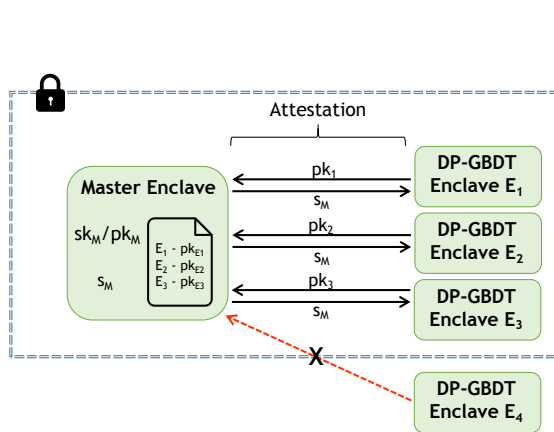 Attestation
Master Enclave
sk_M/pk_M
s_M
E_1 - pk_E1
E_2 - pk_E2
E_3 - pk_E3
pk_1
s_M
pk_2
s_M
pk_3
s_M
DP-GBDT
Enclave E_1
DP-GBDT
Enclave E_2
DP-GBDT
Enclave E_3
X
DP-GBDT
Enclave E_4